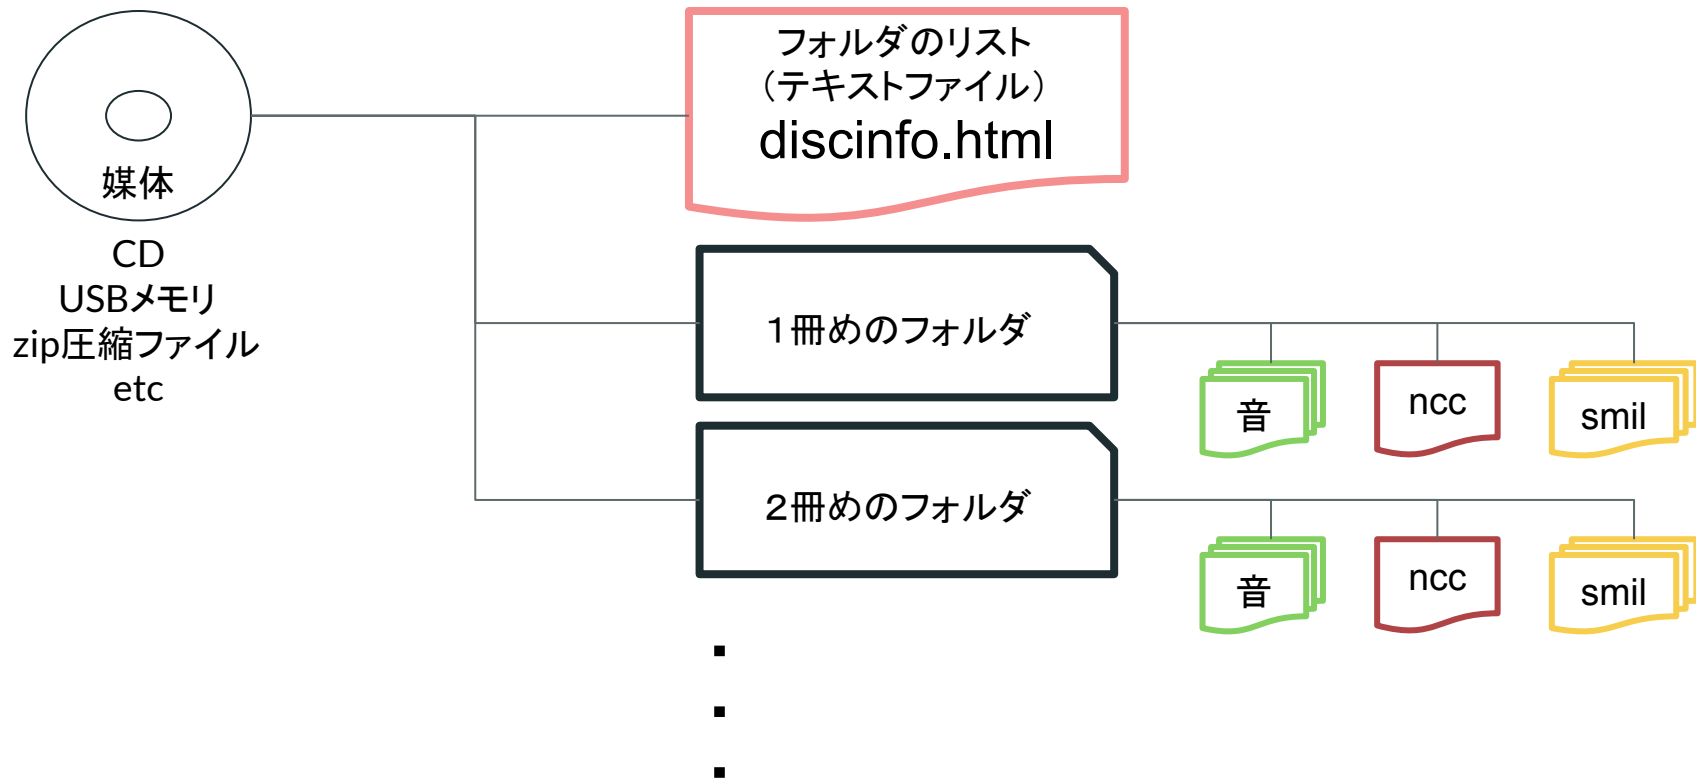 フォルダのリスト
（テキストファイル）
discinfo.html
媒体
CD
USBメモリ
zip圧縮ファイル
etc
１冊めのフォルダ
音
ncc
smil
２冊めのフォルダ
音
ncc
smil